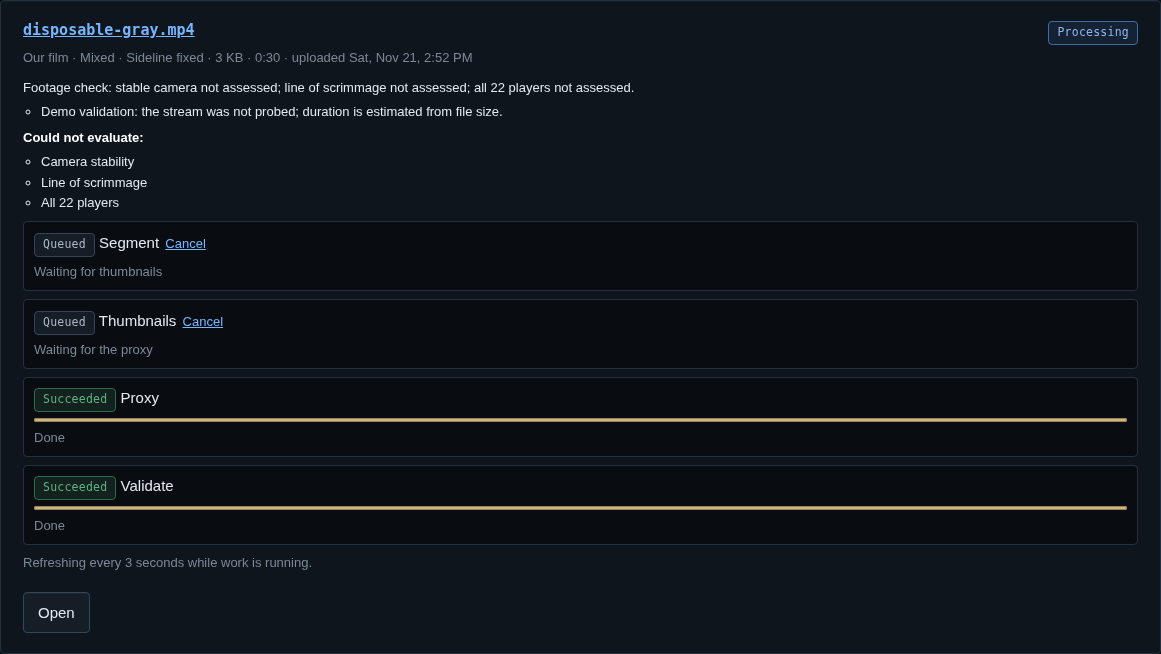 disposable-gray.mp4
Processing
Our film · Mixed · Sideline fixed · 3 KB · 0:30 · uploaded Sat, Nov 21, 2:52 PM
Footage check: stable camera not assessed; line of scrimmage not assessed; all 22 players not assessed.
Demo validation: the stream was not probed; duration is estimated from file size.
Could not evaluate:
Camera stability
Line of scrimmage
All 22 players
Queued Segment Cancel
Waiting for thumbnails
Queued Thumbnails Cancel
Waiting for the proxy
Succeeded Proxy
Done
Succeeded Validate
Done
Refreshing every 3 seconds while work is running.
Open